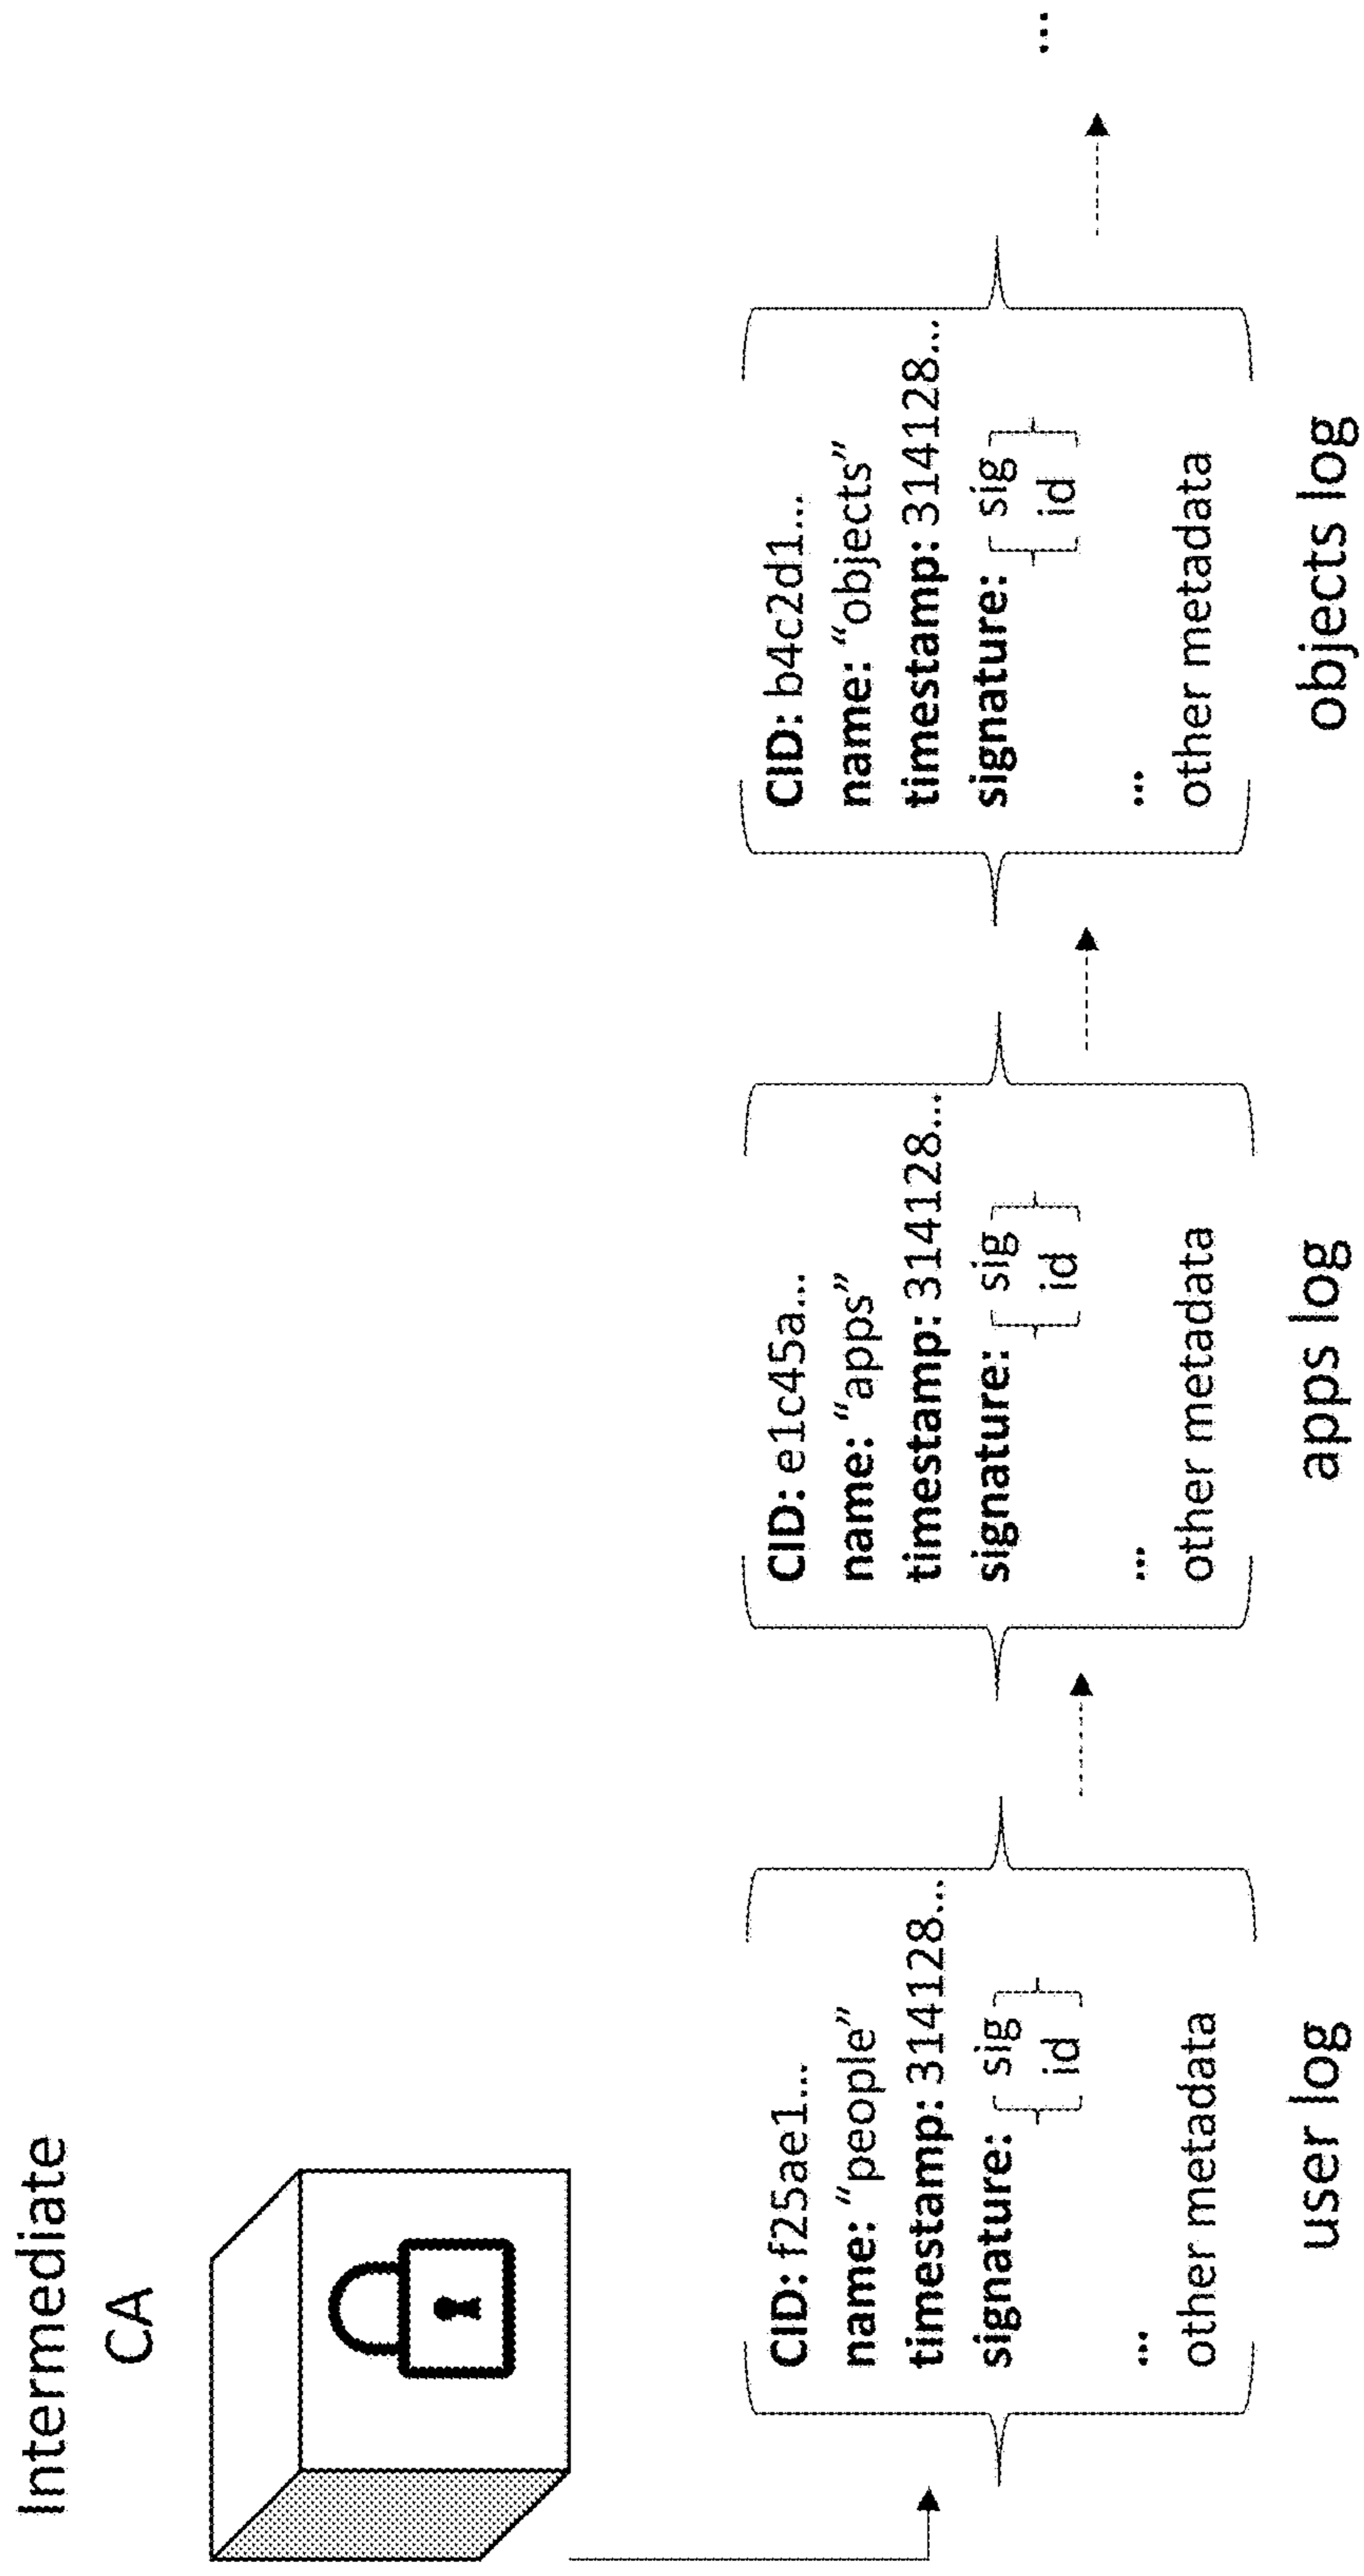 Intermediate
CA
CID: f25ae1...
name: “people”
timestamp: 314128...
signature: sig
id
...
other metadata
user log
CID: e1c45a...
name: “apps”
timestamp: 314128...
signature: sig
id
...
other metadata
apps log
CID: b4c2d1...
name: “objects”
timestamp: 314128...
signature: sig
id
...
other metadata
objects log
...